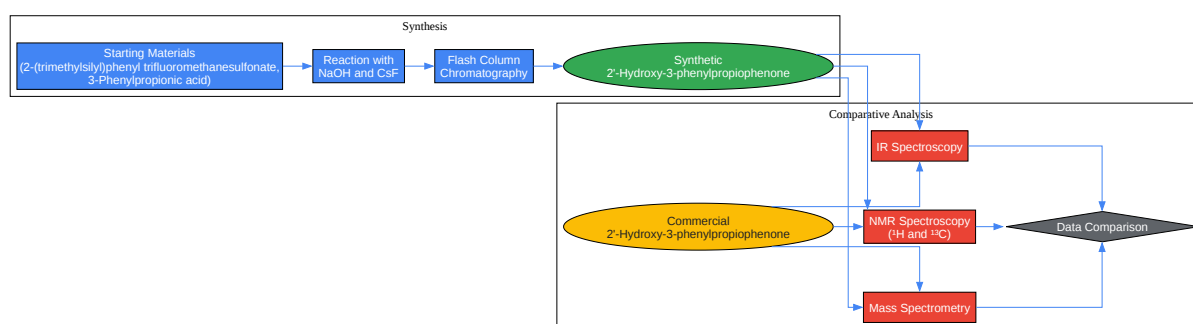 Synthesis
Starting Materials
(2-(trimethylsilyl)phenyl trifluoromethanesulfonate,
3-Phenylpropionic acid)
Reaction with
NaOH and CsF
Flash Column
Chromatography
Synthetic
2'-Hydroxy-3-phenylpropiophenone
Comparative Analysis
IR Spectroscopy
Commercial
2'-Hydroxy-3-phenylpropiophenone
NMR Spectroscopy
(¹H and ¹³C)
Data Comparison
Mass Spectrometry